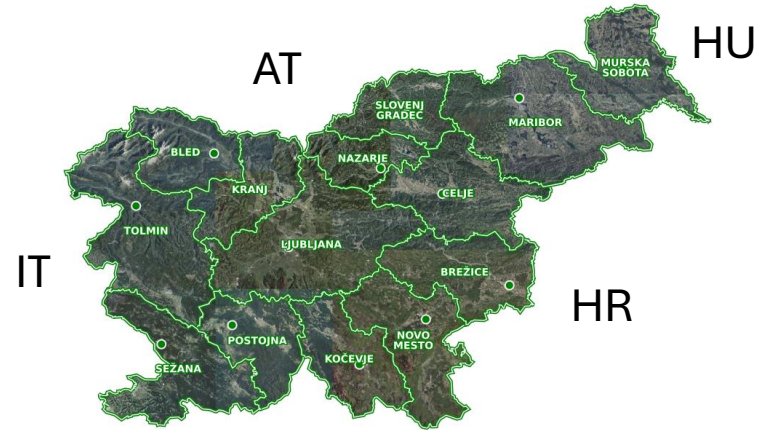 HU
AT
MURSKA
SOBOTA
SLOVENJ
GRADEC
MARIBOR
BLED
NAZARJE
KRANJ
CELJE
TOLMIN
LJUBLJANA
IT
BREŽICE
HR
POSTOJNA
NOVO
MESTO
KOČEVJE
SEŽANA